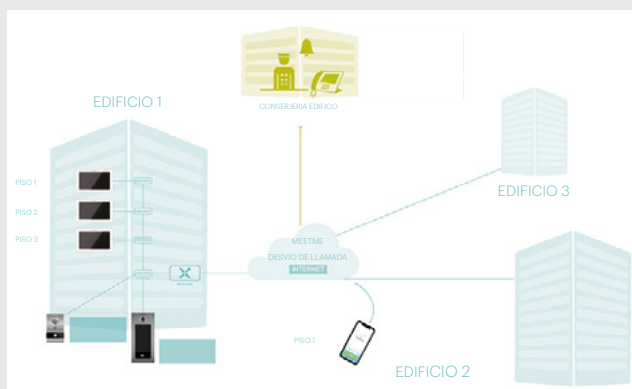 CONSERJERIA EDIFICO
EDIFICIO 1
PISO 1
PISO 2
PISO 3
EDIFICIO 3
MEETME
DESVÍO DE LLAMADA
INTERNET
PISO 1
EDIFICIO 2